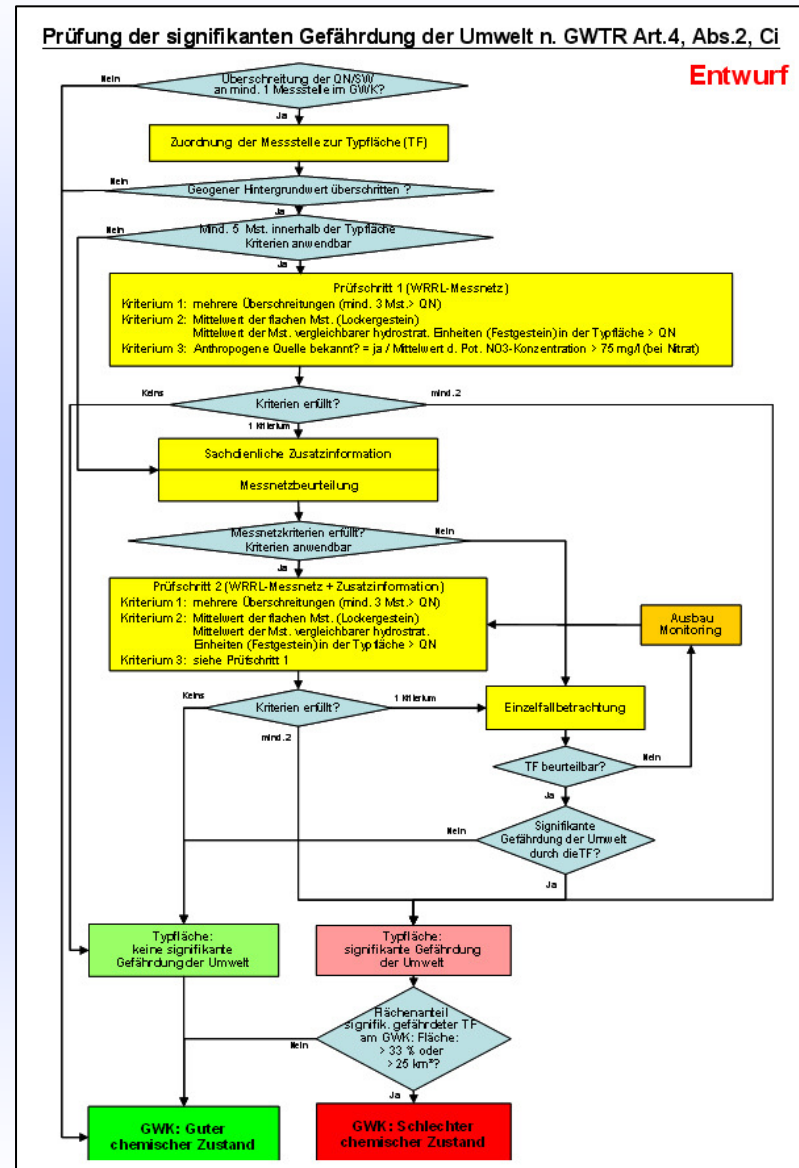 Prüfung der signifikanten Gefährdung der Umwelt n. GWTR Art.4, Abs.2, Ci
Entwurf
Nein
Überschreitung der QN/SW
an mind. 1 Messstelle im GWK?
Ja
Zuordnung der Messstelle zur Typfläche (TF)
Nein
Geogener Hintergrundwert überschritten ?
Ja
Nein
Mind. 5 Mst. innerhalb der Typfläche
Kriterien anwendbar
Ja
Prüfschritt 1 (WRRL-Messnetz)
Kriterium 1: mehrere Überschreitungen (mind. 3 Mst.> QN)
Kriterium 2: Mittelwert der flachen Mst. (Lockergestein)
Mittelwert der Mst. vergleichbarer hydrostrat. Einheiten (Festgestein) in der Typfläche > QN
Kriterium 3: Anthropogene Quelle bekannt? = ja / Mittelwert d. Pot. NO3-Konzentration > 75 mg/l (bei Nitrat)
Keins
Kriterien erfüllt?
mind.2
1 Kriterium
Sachdienliche Zusatzinformation
Messnetzbeurteilung
Messnetzkriterien erfüllt?
Kriterien anwendbar
Nein
Ja
Prüfschritt 2 (WRRL-Messnetz + Zusatzinformation)
Kriterium 1: mehrere Überschreitungen (mind. 3 Mst.> QN)
Kriterium 2: Mittelwert der flachen Mst. (Lockergestein)
Mittelwert der Mst. vergleichbarer hydrostrat.
Einheiten (Festgestein) in der Typfläche > QN
Kriterium 3: siehe Prüfschritt 1
Ausbau
Monitoring
Keins
Kriterien erfüllt?
1 Kriterium
mind.2
Einzelfallbetrachtung
TF beurteilbar?
Nein
Ja
Nein
Signifikante
Gefährdung der Umwelt
durch die TF?
Ja
Typfläche:
keine signifikante
Gefährdung der Umwelt
Typfläche:
signifikante Gefährdung
der Umwelt
Flächenanteil
signifik. gefährdeter TF
am GWK: Fläche:
> 33 % oder
> 25 km²?
Nein
Ja
GWK: Guter
chemischer Zustand
GWK: Schlechter
chemischer Zustand